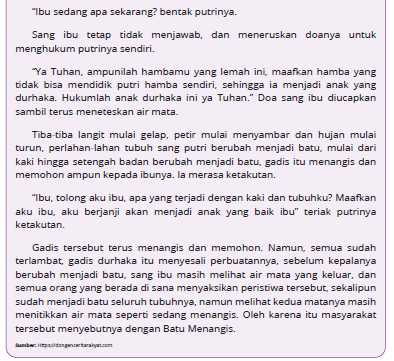 "Ibu sedang apa sekarang? bentak putrinya.
Sang ibu tetap tidak menjawab, dan meneruskan doanya untuk
menghukum putrinya sendiri.
"Ya Tuhan, ampunilah hambamu yang lemah ini, maafkan hamba yang
tidak bisa mendidik putri hamba sendiri, sehingga ia menjadi anak yang
durhaka. Hukumlah anak durhaka ini ya Tuhan." Doa sang ibu diucapkan
sambil terus meneteskan air mata.
Tiba-tiba langit mulai gelap, petir mulai menyambar dan hujan mulai
turun, perlahan-lahan tubuh sang putri berubah menjadi batu, mulai dari
kaki hingga setengah badan berubah menjadi batu, gadis itu menangis dan
memohon ampun kepada ibunya. Ia merasa ketakutan.
"Ibu, tolong aku ibu, apa yang terjadi dengan kaki dan tubuhku? Maafkan
aku ibu, aku berjanji akan menjadi anak yang baik ibu" teriak putrinya
ketakutan.
Gadis tersebut terus menangis dan memohon. Namun, semua sudah
terlambat, gadis durhaka itu menyesali perbuatannya, sebelum kepalanya
berubah menjadi batu, sang ibu masih melihat air mata yang keluar, dan
semua orang yang berada di sana menyaksikan peristiwa tersebut, sekalipun
sudah menjadi batu seluruh tubuhnya, namun melihat kedua matanya masih
menitikkan air mata seperti sedang menangis. Oleh karena itu masyarakat
tersebut menyebutnya dengan Batu Menangis.
Sumber: Https://dongengceritarakyat.com